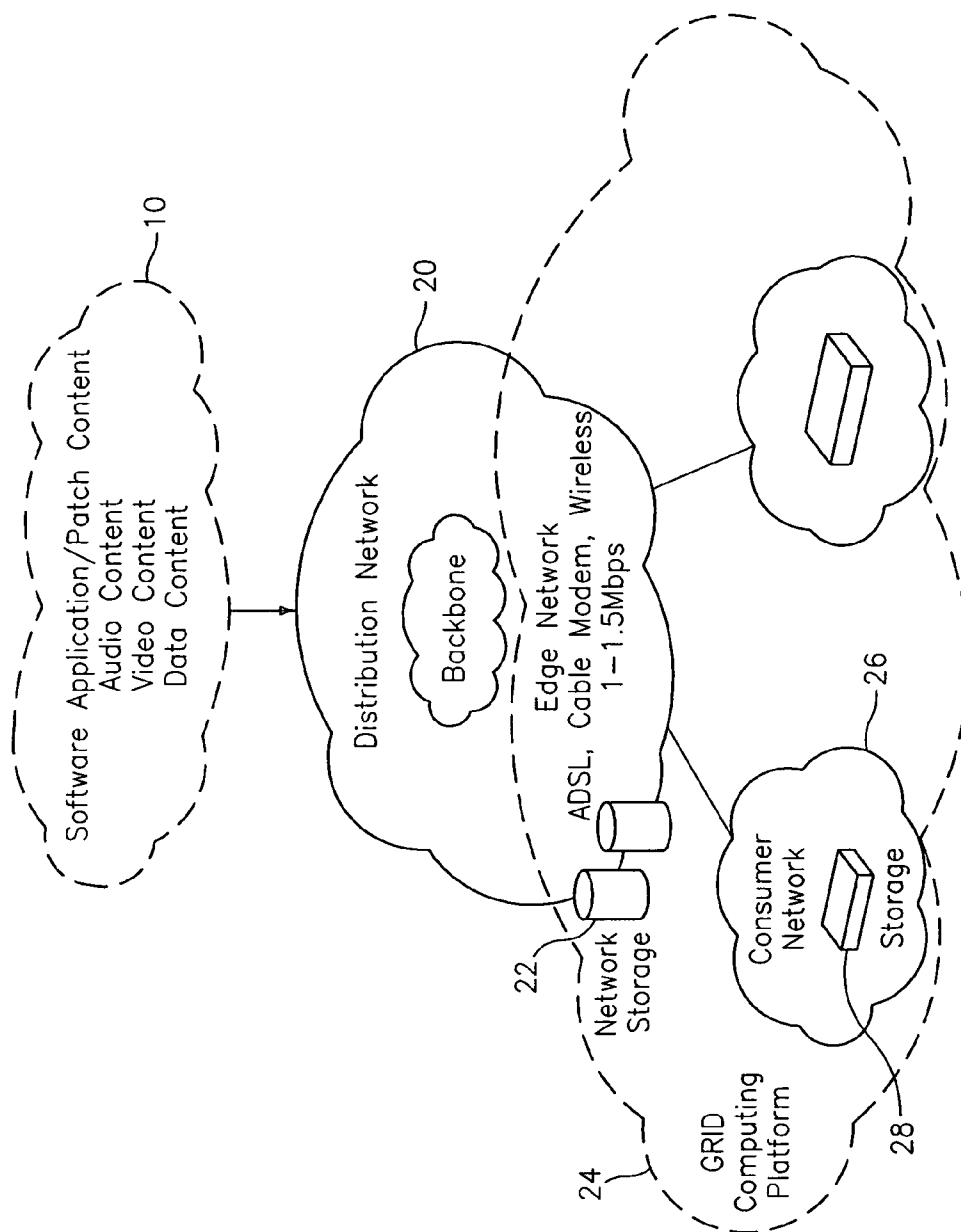 Software Application/Patch Content
Audio Content
Video Content
Data Content
10
Distribution Network
20
Backbone
Edge Network
ADSL, Cable Modem, Wireless
1-1.5Mbps
22
Network
Storage
24
GRID
Computing
Platform
Consumer
Network
Storage
26
28